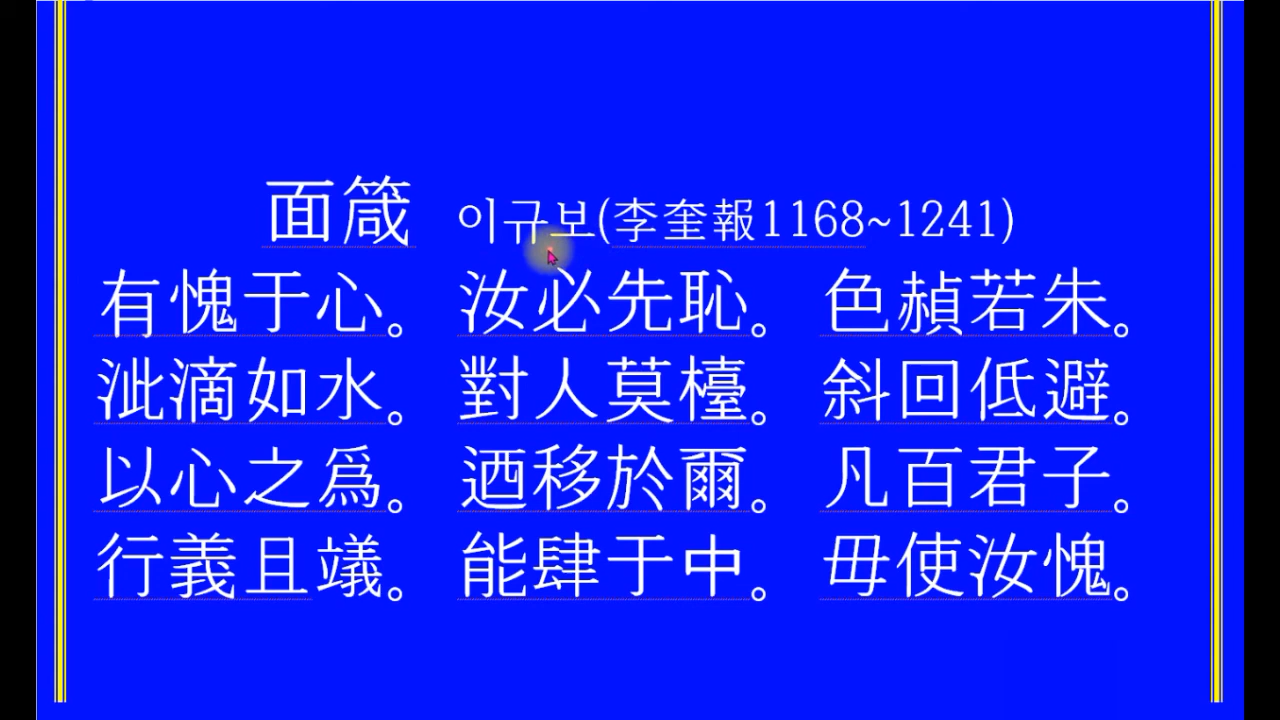 面箴 이규보(李奎報1168~1241)
有愧于心。 汝必先恥。 色赬若朱。
泚滴如水。 對人莫檯。 斜回低避。
以心之爲。 迺移於爾。 凡百君子。
行義且議。 能肆于中。 毋使汝愧。